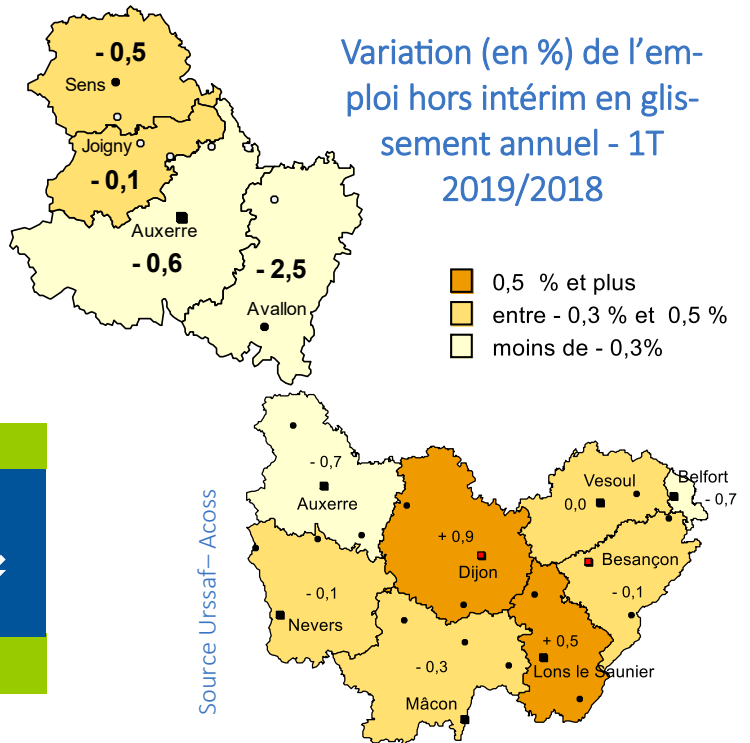 Variation (en %) de l'em-
ploi hors intérim en glis-
sement annuel - 1T
2019/2018
- 0,5
Sens
Joigny
- 0,1
Auxerre
- 0,6
- 2,5
Avallon
0,5 % et plus
entre - 0,3 % et 0,5 %
moins de - 0,3%
- 0,7
Auxerre
+ 0,9
Dijon
Vesoul
0,0
Belfort
- 0,7
Besançon
- 0,1
- 0,1
Nevers
+ 0,5
Lons le Saunier
- 0,3
Mâcon
Source Urssaf– Acoss